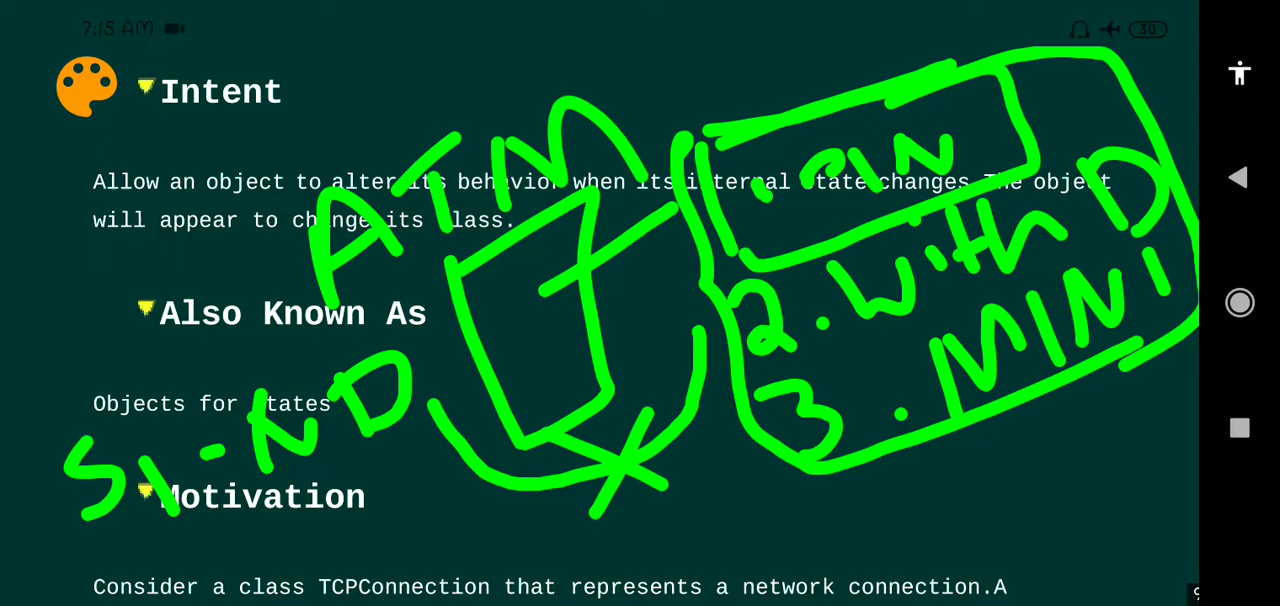 7:15 AM 30
Intent
Allow an object to alter its behavior when its internal state changes The object
will appear to change its class.
ATM
1. PIN
2. with D
3. MINI
Also Known As
Objects for States
S1-ND
Motivation
Consider a class TCPConnection that represents a network connection.A